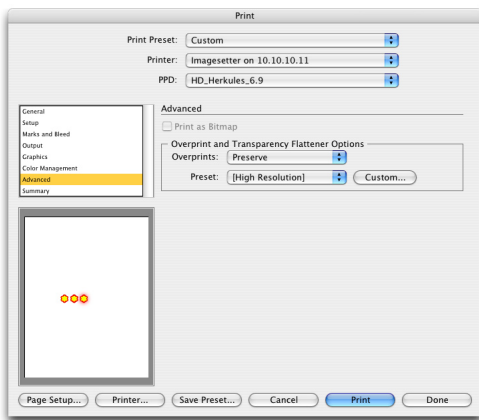 Print
Print Preset: Custom
Printer: Imagesetter on 10.10.10.11
PPD: HD_Herkules_6.9
General
Setup
Marks and Bleed
Output
Graphics
Color Management
Advanced
Summary
Advanced
Print as Bitmap
Overprint and Transparency Flattener Options
Overprints: Preserve
Preset: [High Resolution] Custom...
Page Setup... Printer... Save Preset... Cancel Print Done